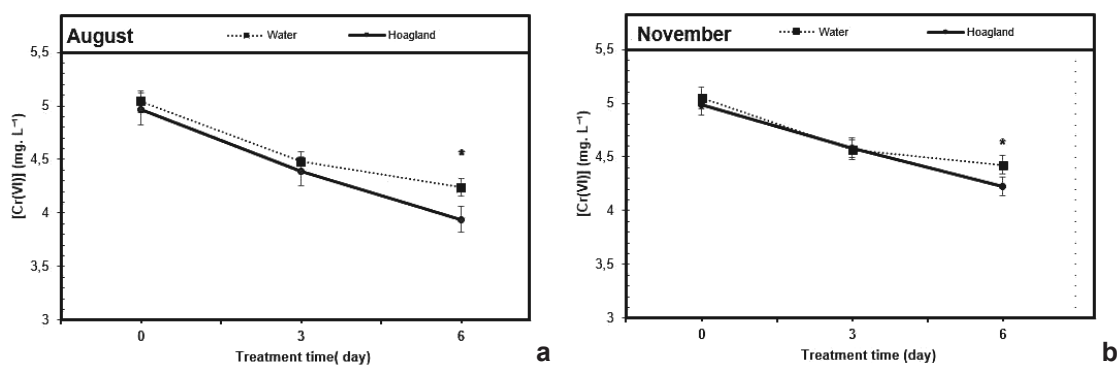 August
Water
Hoagland
5,5
5
4,5
4
3,5
3
[Cr(VI)] (mg. L⁻¹)
*
0
3
6
Treatment time( day)
a
November
Water
Hoagland
5,5
5
4,5
4
3,5
3
[Cr(VI)] (mg. L⁻¹)
*
0
3
6
Treatment time (day)
b